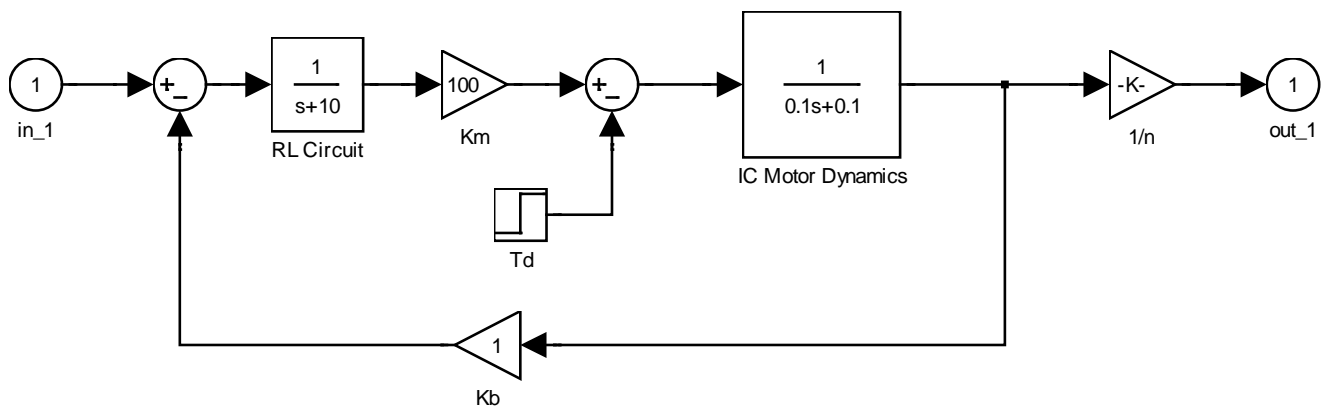 1
in_1
+
_
1
s+10
RL Circuit
100
Km
+
_
1
0.1s+0.1
IC Motor Dynamics
-K-
1/n
1
out_1
Td
1
Kb